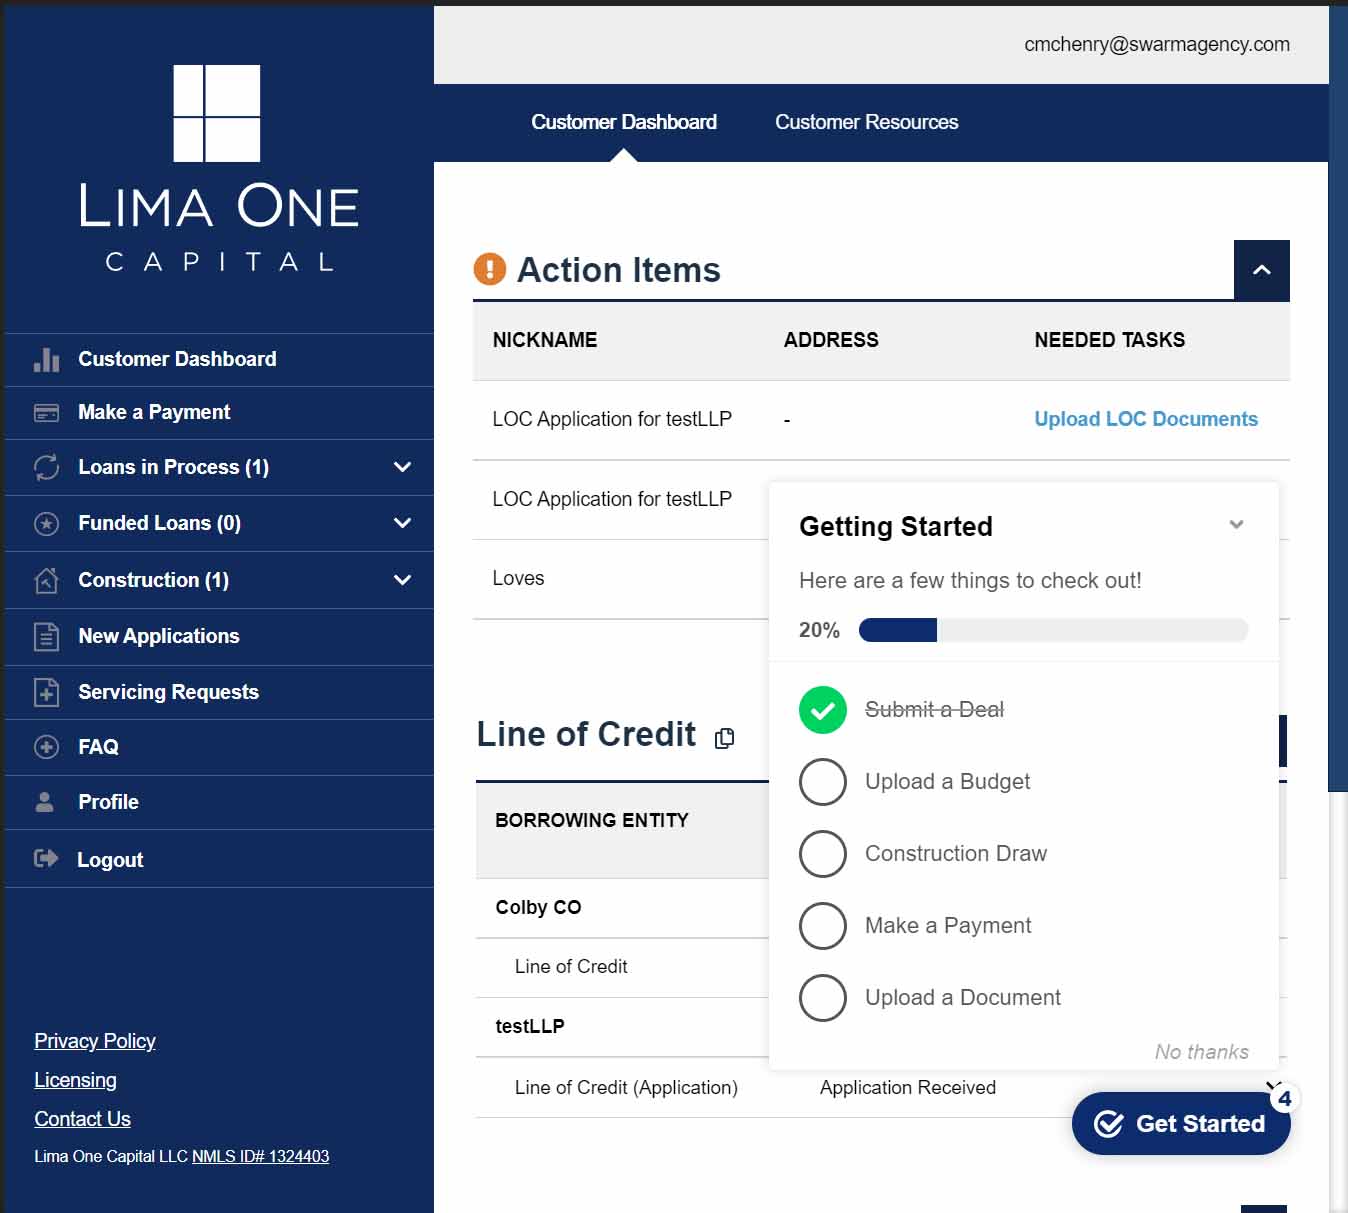 LIMA ONE
CAPITAL
Customer Dashboard
Make a Payment
Loans in Process (1)
Funded Loans (0)
Construction (1)
New Applications
Servicing Requests
FAQ
Profile
Logout
Privacy Policy
Licensing
Contact Us
Lima One Capital LLC NMLS ID# 1324403
cmchenry@swarmagency.com
Customer Dashboard Customer Resources
Action Items
NICKNAME ADDRESS NEEDED TASKS
LOC Application for testLLP - Upload LOC Documents
LOC Application for testLLP
Loves
Line of Credit
BORROWING ENTITY
Colby CO
Line of Credit
testLLP
Line of Credit (Application) Application Received
Getting Started
Here are a few things to check out!
20%
Submit a Deal
Upload a Budget
Construction Draw
Make a Payment
Upload a Document
No thanks
4
Get Started